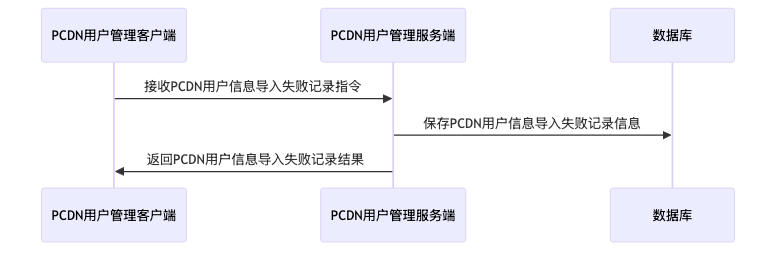 PCDN用户管理客户端
PCDN用户管理服务端
数据库
接收PCDN用户信息导入失败记录指令
保存PCDN用户信息导入失败记录信息
返回PCDN用户信息导入失败记录结果
PCDN用户管理客户端
PCDN用户管理服务端
数据库